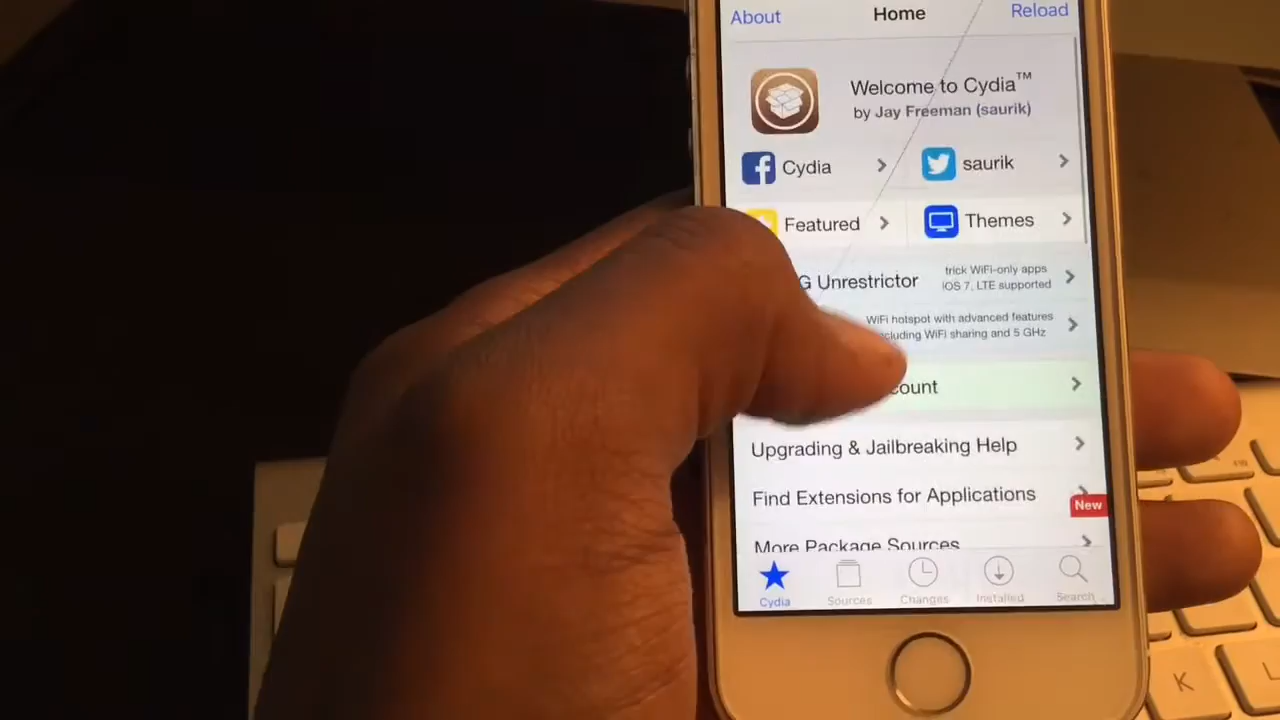 About Home Reload
Welcome to Cydia™
by Jay Freeman (saurik)
Cydia
saurik
Featured
Themes
G Unrestrictor
trick WiFi-only apps
iOS 7, LTE supported
WiFi hotspot with advanced features
cluding WiFi sharing and 5 GHz
count
Upgrading & Jailbreaking Help
Find Extensions for Applications
New
More Package Sources
Cydia Sources Changes Installed Search
K
L